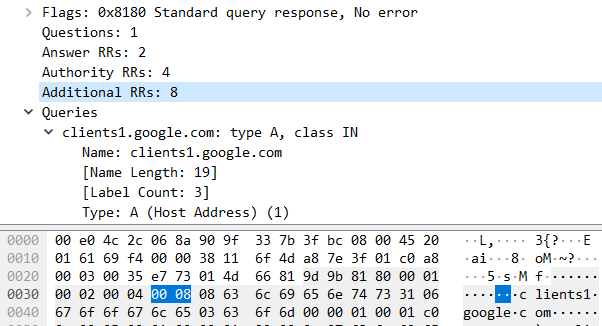 Flags: 0x8180 Standard query response, No error
Questions: 1
Answer RRs: 2
Authority RRs: 4
Additional RRs: 8
Queries
clients1.google.com: type A, class IN
Name: clients1.google.com
[Name Length: 19]
[Label Count: 3]
Type: A (Host Address) (1)
0000 00 e0 4c 2c 06 8a 90 9f 33 7b 3f bc 08 00 45 20 ··L,···· 3{?···E
0010 01 61 69 f4 00 00 38 11 6f 4d a8 7e 3f 01 c0 a8 ·ai···8· oM·~?···
0020 00 03 00 35 e7 73 01 4d 66 81 9d 9b 81 80 00 01 ···5·s·M f·······
0030 00 02 00 04 00 08 08 63 6c 69 65 6e 74 73 31 06 ·······c lients1·
0040 67 6f 6f 67 6c 65 03 63 6f 6d 00 00 01 00 01 c0 google·c om······